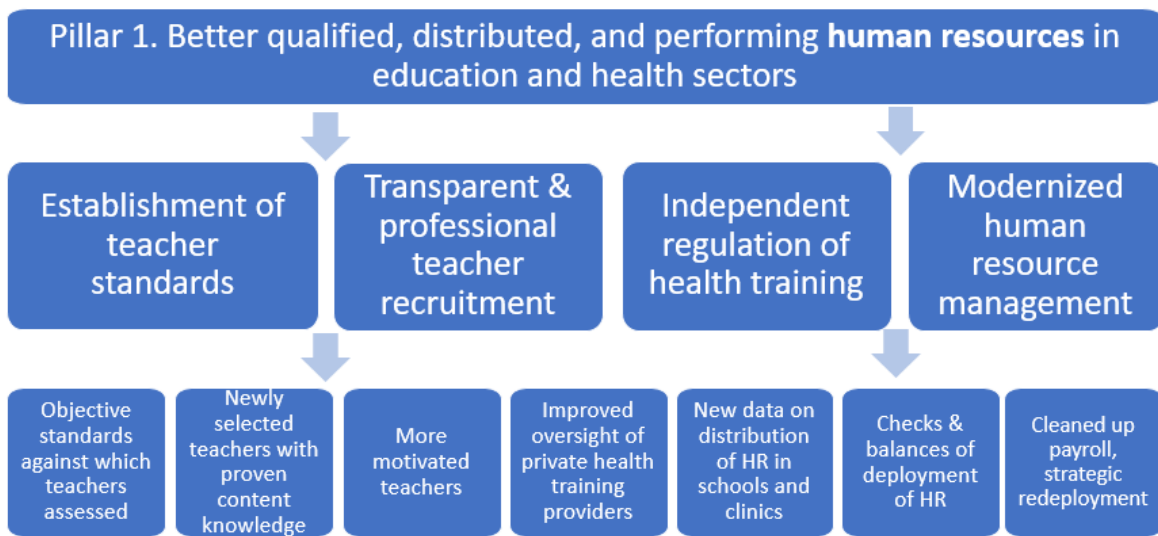 Pillar 1. Better qualified, distributed, and performing human resources in
education and health sectors
Establishment of
teacher
standards
Transparent &
professional
teacher
recruitment
Independent
regulation of
health training
Modernized
human
resource
management
Objective
standards
against which
teachers
assessed
Newly
selected
teachers with
proven
content
knowledge
More
motivated
teachers
Improved
oversight of
private health
training
providers
New data on
distribution
of HR in
schools and
clinics
Checks &
balances of
deployment
of HR
Cleaned up
payroll,
strategic
redeployment